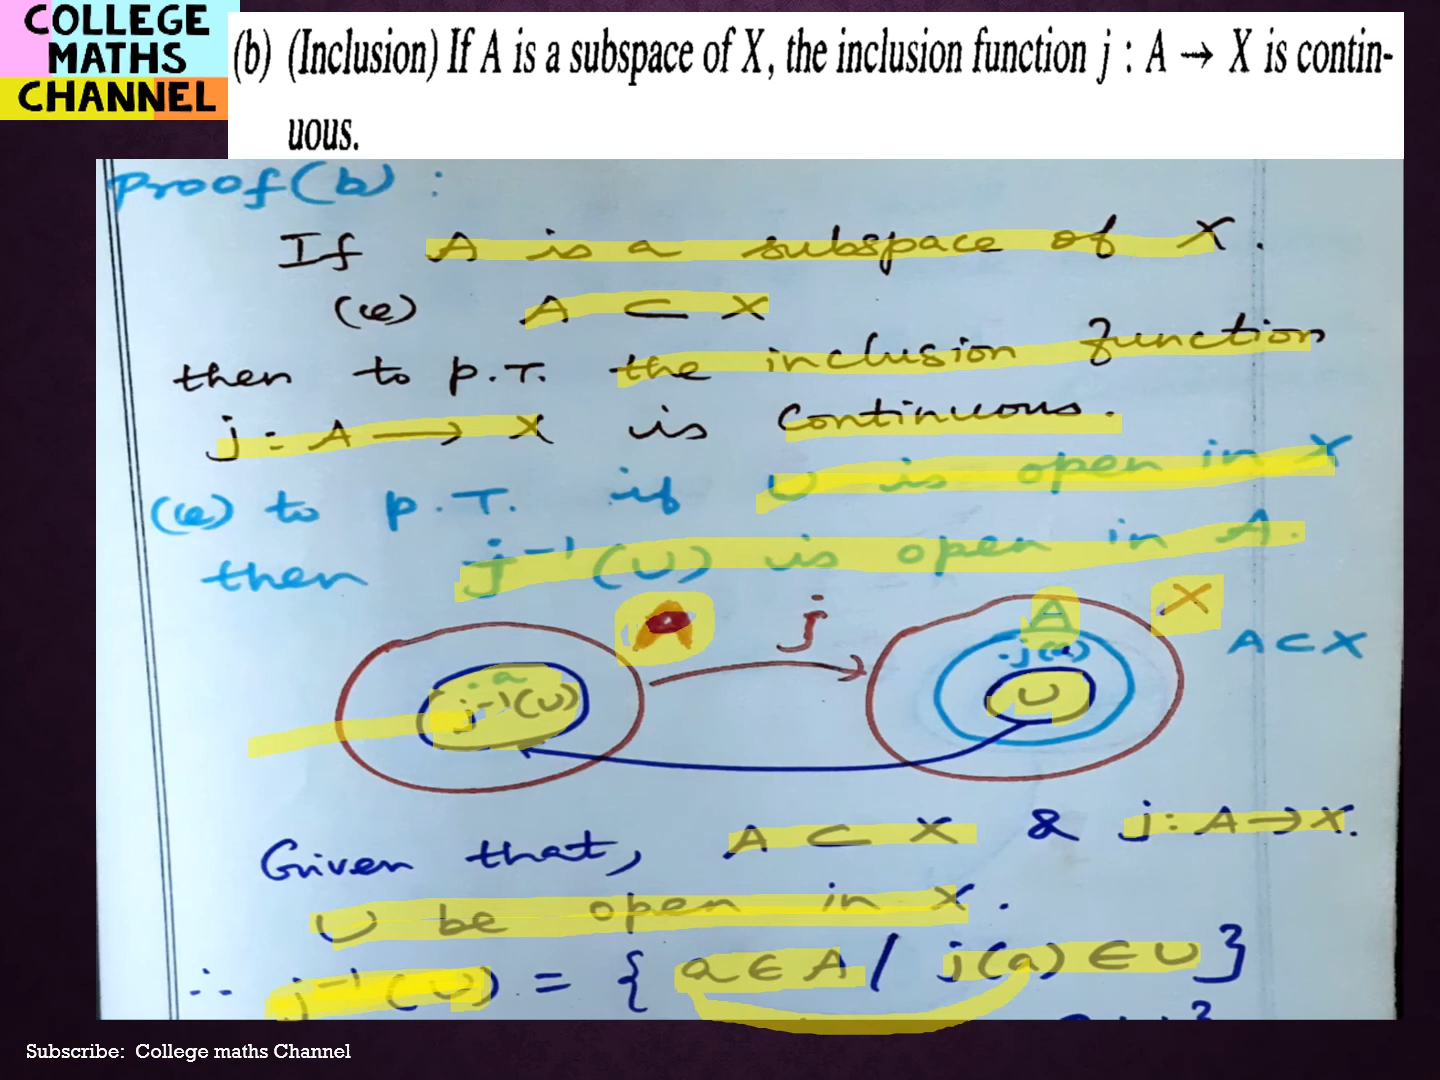 COLLEGE
MATHS
CHANNEL
(b) (Inclusion) If A is a subspace of X, the inclusion function j : A → X is contin-
uous.
Proof (b) :
If A is a subspace of X.
(ie) A ⊂ X
then to p.T. the inclusion function
j : A → X is continuous.
(ie) to p.T. if U is open in X
then j⁻¹(U) is open in A.
A j A X
.j(a) A⊂X
.a
j⁻¹(U) U
Given that, A ⊂ X & j : A → X.
U be open in X.
∴ j⁻¹(U) = { a ∈ A / j(a) ∈ U }
Subscribe: College maths Channel